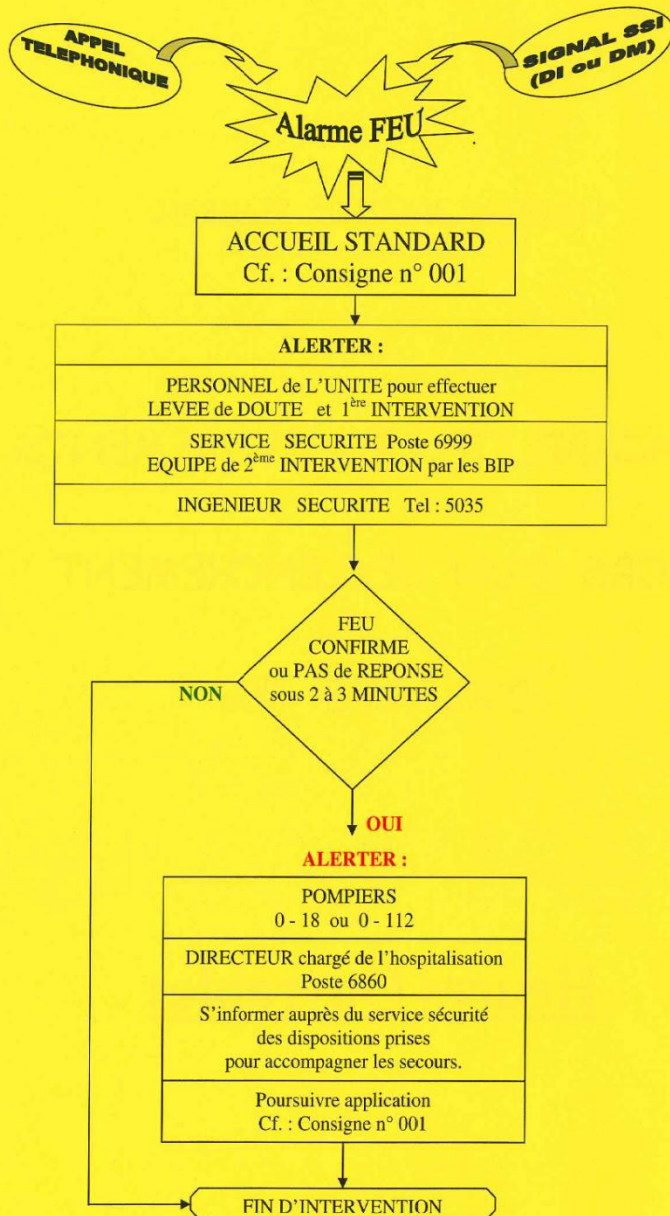 APPEL
TELEPHONIQUE
SIGNAL SSI
(DI ou DM)
Alarme FEU
ACCUEIL STANDARD
Cf. : Consigne n° 001
ALERTER :
PERSONNEL de L'UNITE pour effectuer
LEVEE de DOUTE et 1ère INTERVENTION
SERVICE SECURITE Poste 6999
EQUIPE de 2ème INTERVENTION par les BIP
INGENIEUR SECURITE Tel : 5035
FEU
CONFIRME
ou PAS de REPONSE
sous 2 à 3 MINUTES
NON
OUI
ALERTER :
POMPIERS
0 - 18 ou 0 - 112
DIRECTEUR chargé de l'hospitalisation
Poste 6860
S'informer auprès du service sécurité
des dispositions prises
pour accompagner les secours.
Poursuivre application
Cf. : Consigne n° 001
FIN D'INTERVENTION